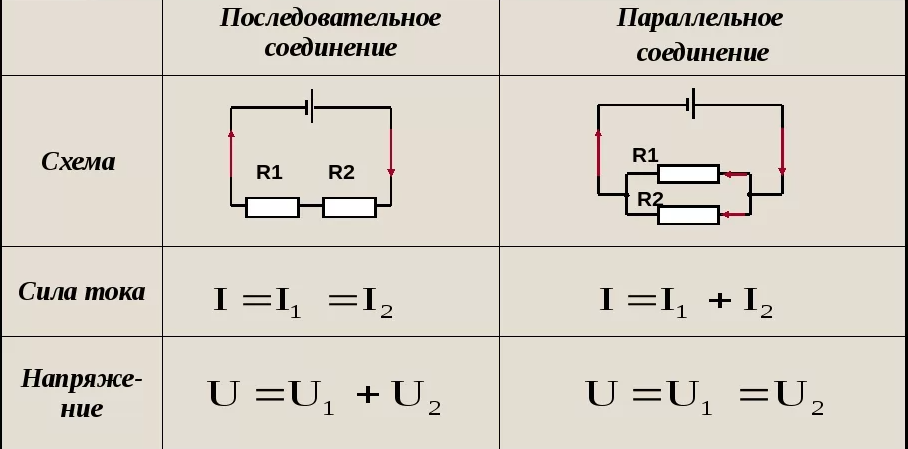 Последовательное
соединение
Параллельное
соединение
Схема
R1 R2
R1
R2
Сила тока
I =I₁ =I₂
I =I₁ + I₂
Напряже-
ние
U =U₁ + U₂
U =U₁ =U₂